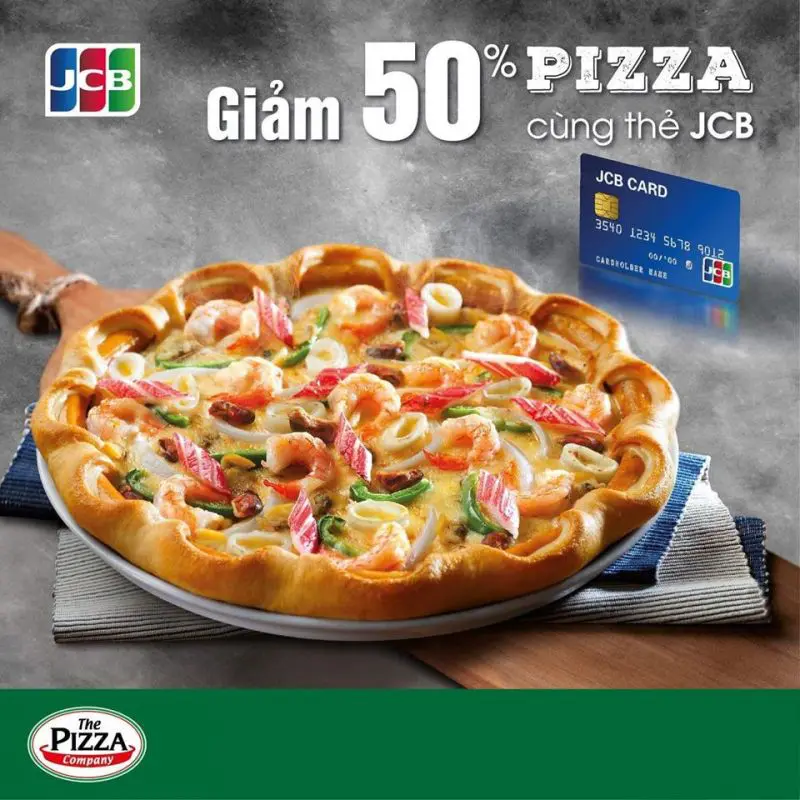 JCB
Giảm 50% PIZZA
cùng thẻ JCB
JCB CARD
3540 1234 5678 9012
00/00
CARDHOLDER NAME
JCB
The
PIZZA
Company